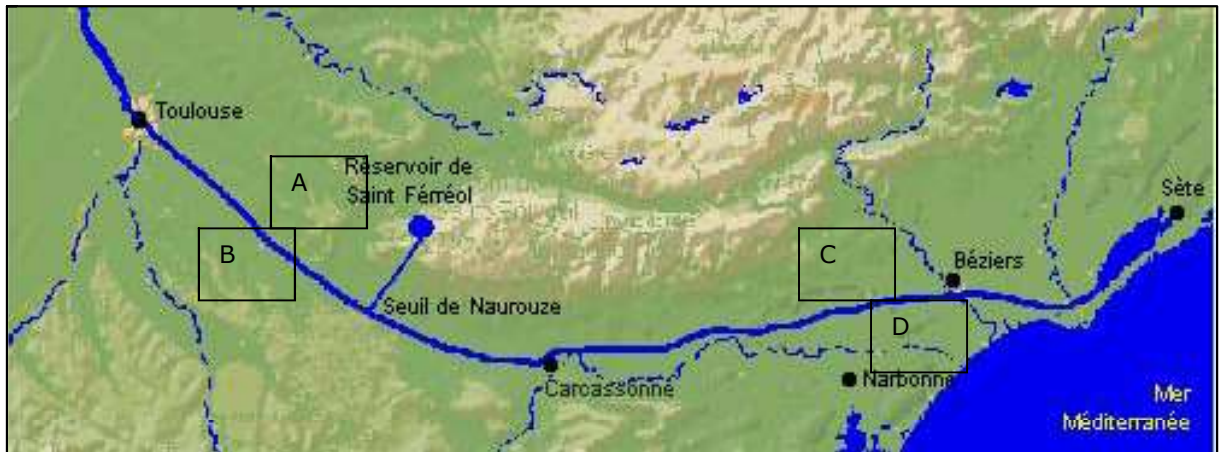 Toulouse
A
Réservoir de
Saint Férréol
Sète
B
C
Béziers
Seuil de Naurouze
D
Carcassonne
Narbonne
Mer
Méditerranée